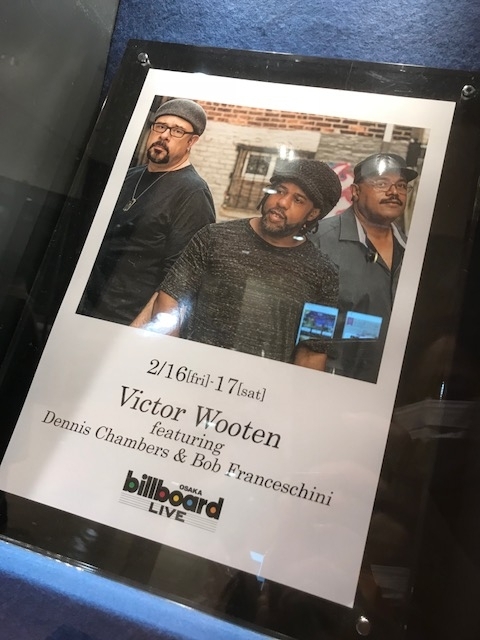 2/16[fri]-17[sat]
Victor Wooten
featuring
Dennis Chambers & Bob Franceschini
OSAKA
billboard
LIVE